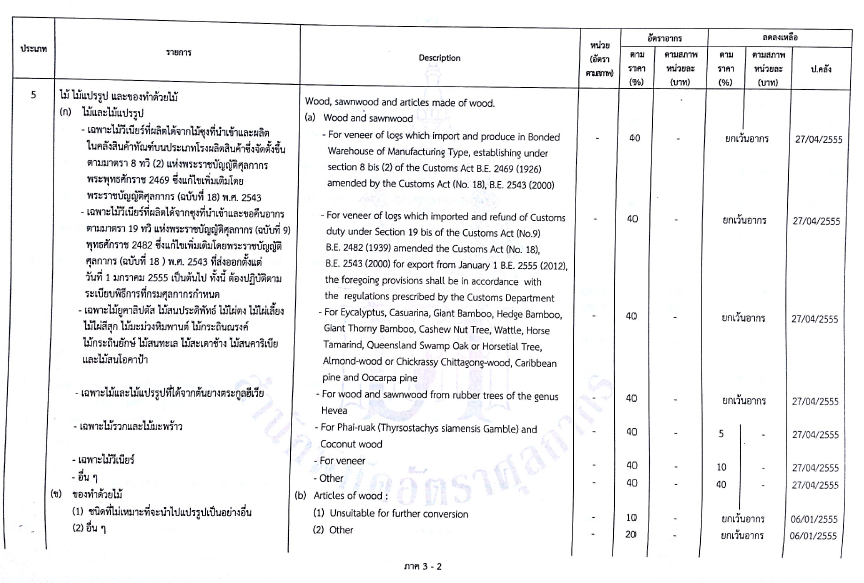 ประเภท รายการ Description หน่วย (อัตรา ตามสภาพ) อัตราอากร ลดลงเหลือ
ตาม ราคา (%) ตามสภาพ หน่วยละ (บาท) ตาม ราคา (%) ตามสภาพ หน่วยละ (บาท) ป.คลัง
5 ไม้ ไม้แปรรูป และของทำด้วยไม้
(ก) ไม้และไม้แปรรูป
- เฉพาะไม้วีเนียร์ที่ผลิตได้จากไม้ซุงที่นำเข้าและผลิต
ในคลังสินค้าทัณฑ์บนประเภทโรงผลิตสินค้าซึ่งจัดตั้งขึ้น
ตามมาตรา 8 ทวิ (2) แห่งพระราชบัญญัติศุลกากร
พระพุทธศักราช 2469 ซึ่งแก้ไขเพิ่มเติมโดย
พระราชบัญญัติศุลกากร (ฉบับที่ 18) พ.ศ. 2543
- เฉพาะไม้วีเนียร์ที่ผลิตได้จากซุงที่นำเข้าและขอคืนอากร
ตามมาตรา 19 ทวิ แห่งพระราชบัญญัติศุลกากร (ฉบับที่ 9)
พุทธศักราช 2482 ซึ่งแก้ไขเพิ่มเติมโดยพระราชบัญญัติ
ศุลกากร (ฉบับที่ 18 ) พ.ศ. 2543 ที่ส่งออกตั้งแต่
วันที่ 1 มกราคม 2555 เป็นต้นไป ทั้งนี้ ต้องปฏิบัติตาม
ระเบียบพิธีการที่กรมศุลกากรกำหนด
- เฉพาะไม้ยูคาลิปตัส ไม้สนประดิพัทธ์ ไม้ไผ่ตง ไม้ไผ่เลี้ยง
ไม้ไผ่สีสุก ไม้มะม่วงหิมพานต์ ไม้กระถินณรงค์
ไม้กระถินยักษ์ ไม้สนทะเล ไม้สะเดาช้าง ไม้สนคาริเบีย
และไม้สนโอคาป้า
- เฉพาะไม้และไม้แปรรูปที่ได้จากต้นยางตระกูลฮีเวีย
- เฉพาะไม้รวกและไม้มะพร้าว
- เฉพาะไม้วีเนียร์
- อื่น ๆ
(ข) ของทำด้วยไม้
(1) ชนิดที่ไม่เหมาะที่จะนำไปแปรรูปเป็นอย่างอื่น
(2) อื่น ๆ
Wood, sawnwood and articles made of wood.
(a) Wood and sawnwood
- For veneer of logs which import and produce in Bonded
Warehouse of Manufacturing Type, establishing under
section 8 bis (2) of the Customs Act B.E. 2469 (1926)
amended by the Customs Act (No. 18), B.E. 2543 (2000)
- For veneer of logs which imported and refund of Customs
duty under Section 19 bis of the Customs Act (No.9)
B.E. 2482 (1939) amended the Customs Act (No. 18),
B.E. 2543 (2000) for export from January 1 B.E. 2555 (2012),
the foregoing provisions shall be in accordance with
the regulations prescribed by the Customs Department
- For Eycalyptus, Casuarina, Giant Bamboo, Hedge Bamboo,
Giant Thorny Bamboo, Cashew Nut Tree, Wattle, Horse
Tamarind, Queensland Swamp Oak or Horsetial Tree,
Almond-wood or Chickrassy Chittagong-wood, Caribbean
pine and Oocarpa pine
- For wood and sawnwood from rubber trees of the genus
Hevea
- For Phai-ruak (Thyrsostachys siamensis Gamble) and
Coconut wood
- For veneer
- Other
(b) Articles of wood :
(1) Unsuitable for further conversion
(2) Other
- 40 - ยกเว้นอากร 27/04/2555
- 40 - ยกเว้นอากร 27/04/2555
- 40 - ยกเว้นอากร 27/04/2555
- 40 - ยกเว้นอากร 27/04/2555
- 40 - 5 - 27/04/2555
- 40 - 10 - 27/04/2555
- 40 - 40 - 27/04/2555
- 10 - ยกเว้นอากร 06/01/2555
- 20 - ยกเว้นอากร 06/01/2555
ภาค 3 - 2